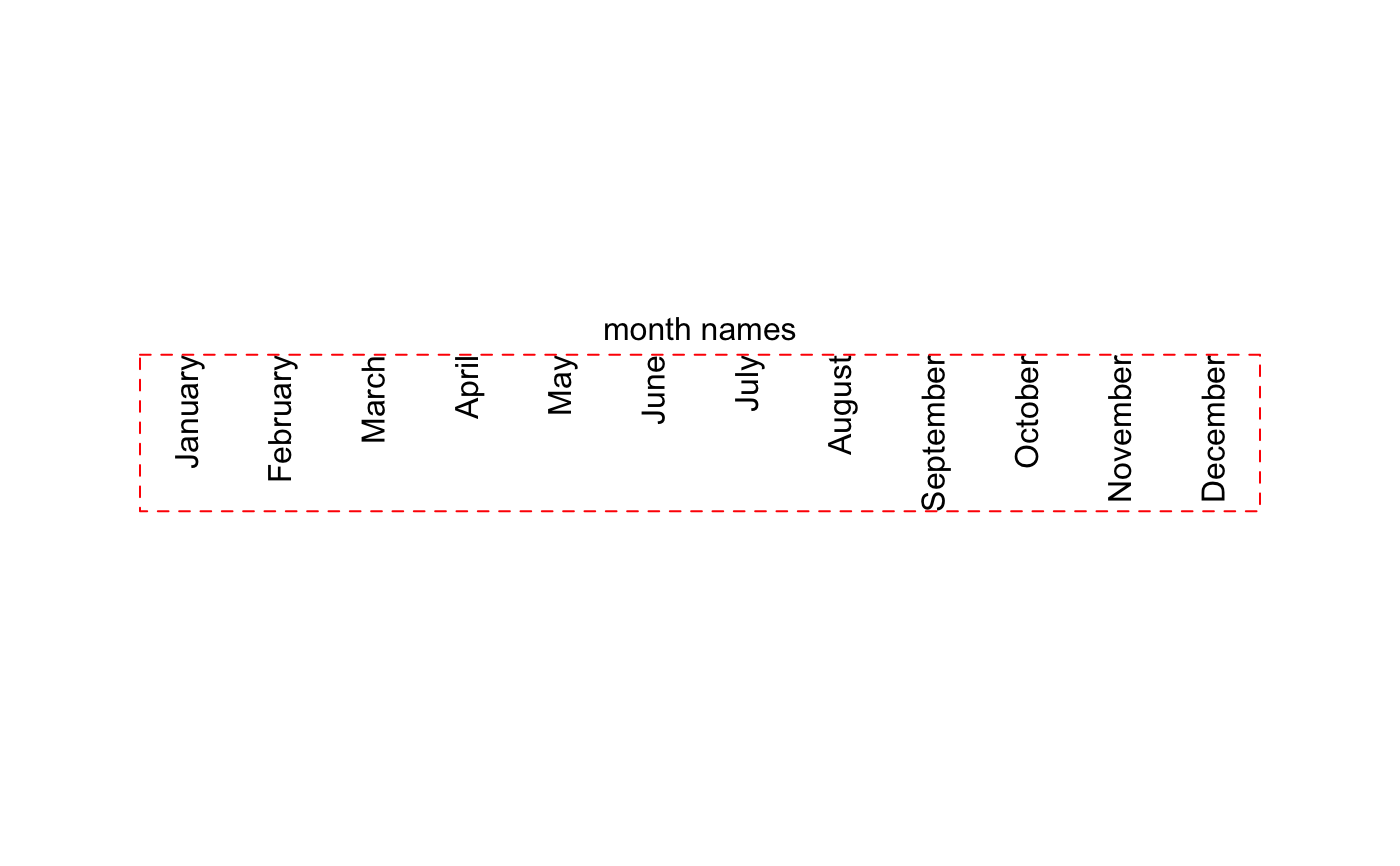 month names
January
February
March
April
May
June
July
August
September
October
November
December